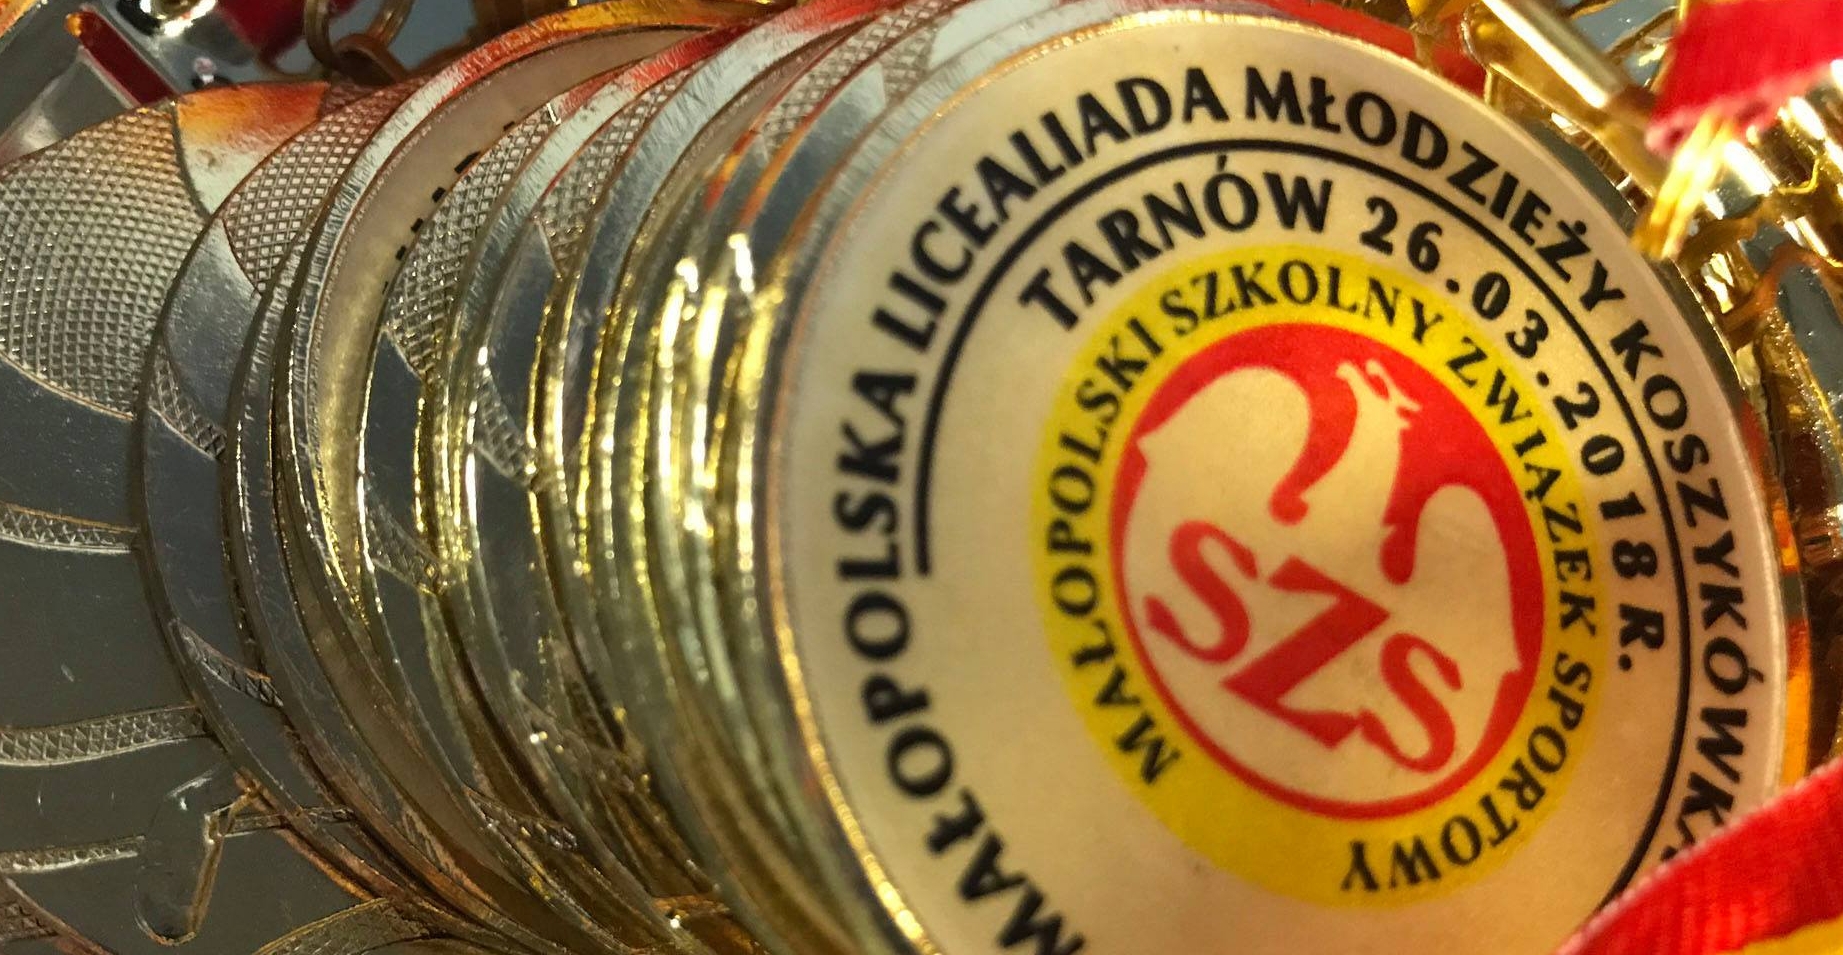 MAŁOPOLSKA LICEALIADA MŁODZIEŻY KOSZYKÓWKA
TARNÓW 26.03.2018 R.
MAŁOPOLSKI SZKOLNY ZWIĄZEK SPORTOWY
SZS